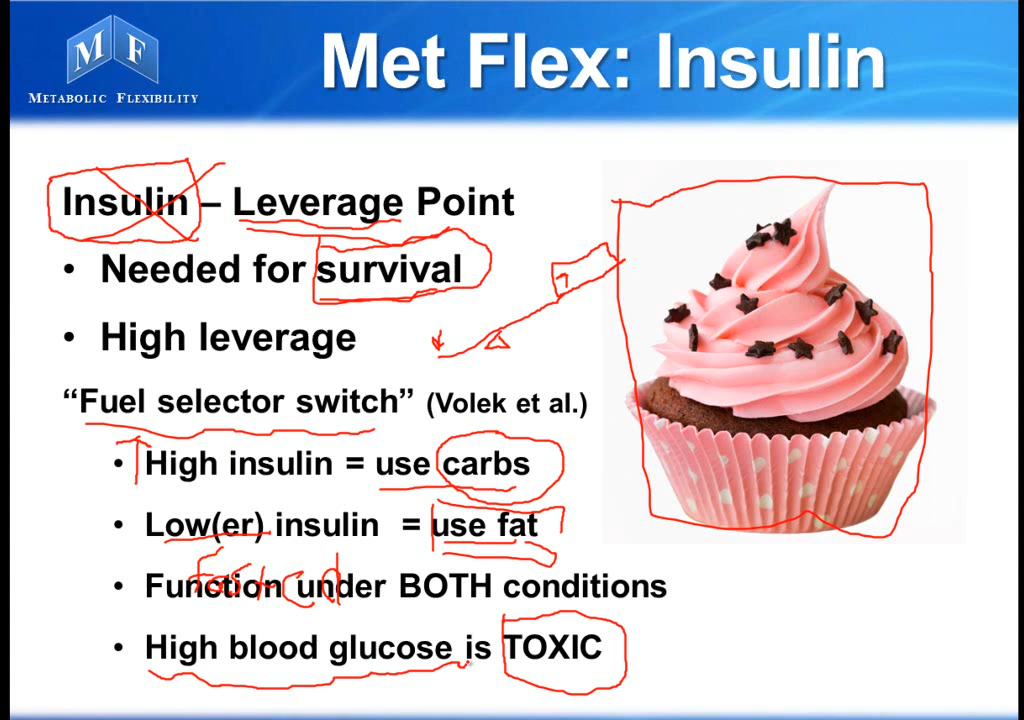 M F
METABOLIC FLEXIBILITY
Met Flex: Insulin
Insulin – Leverage Point
• Needed for survival
• High leverage
“Fuel selector switch” (Volek et al.)
• High insulin = use carbs
• Low(er) insulin = use fat
fasted
• Function under BOTH conditions
• High blood glucose is TOXIC